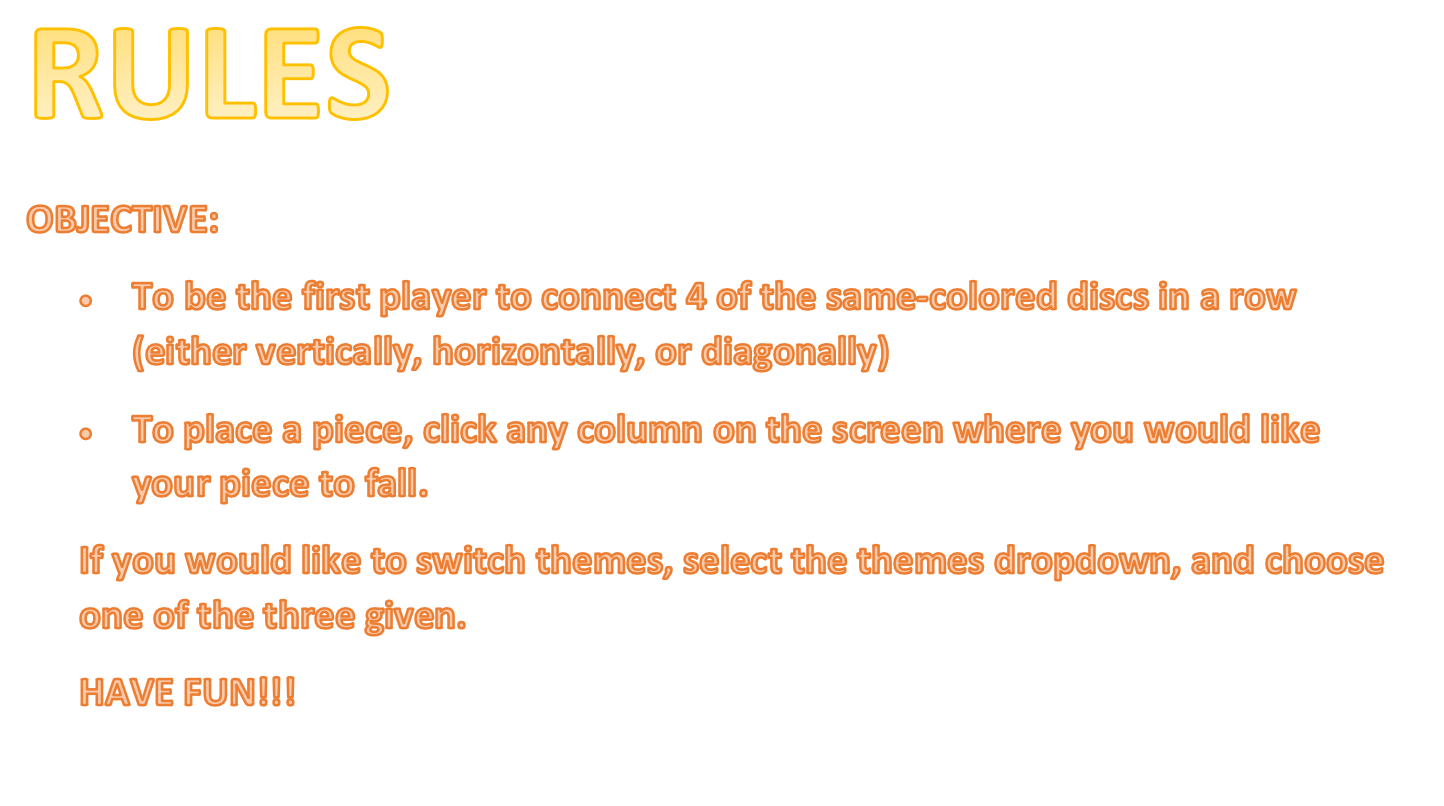 RULES
OBJECTIVE:
• To be the first player to connect 4 of the same-colored discs in a row
(either vertically, horizontally, or diagonally)
• To place a piece, click any column on the screen where you would like
your piece to fall.
If you would like to switch themes, select the themes dropdown, and choose
one of the three given.
HAVE FUN!!!